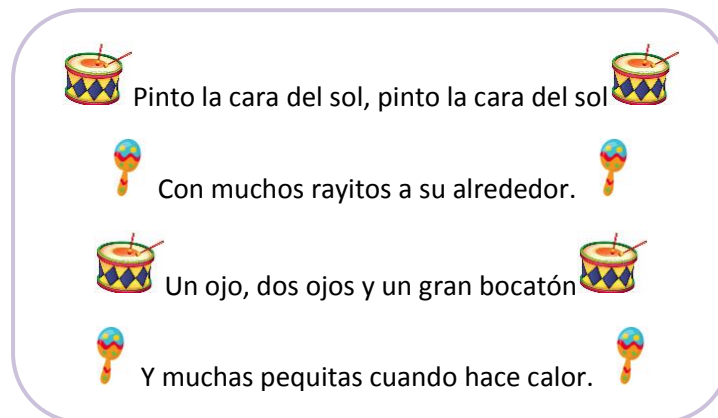 Pinto la cara del sol, pinto la cara del sol
Con muchos rayitos a su alrededor.
Un ojo, dos ojos y un gran bocatón
Y muchas pequitas cuando hace calor.